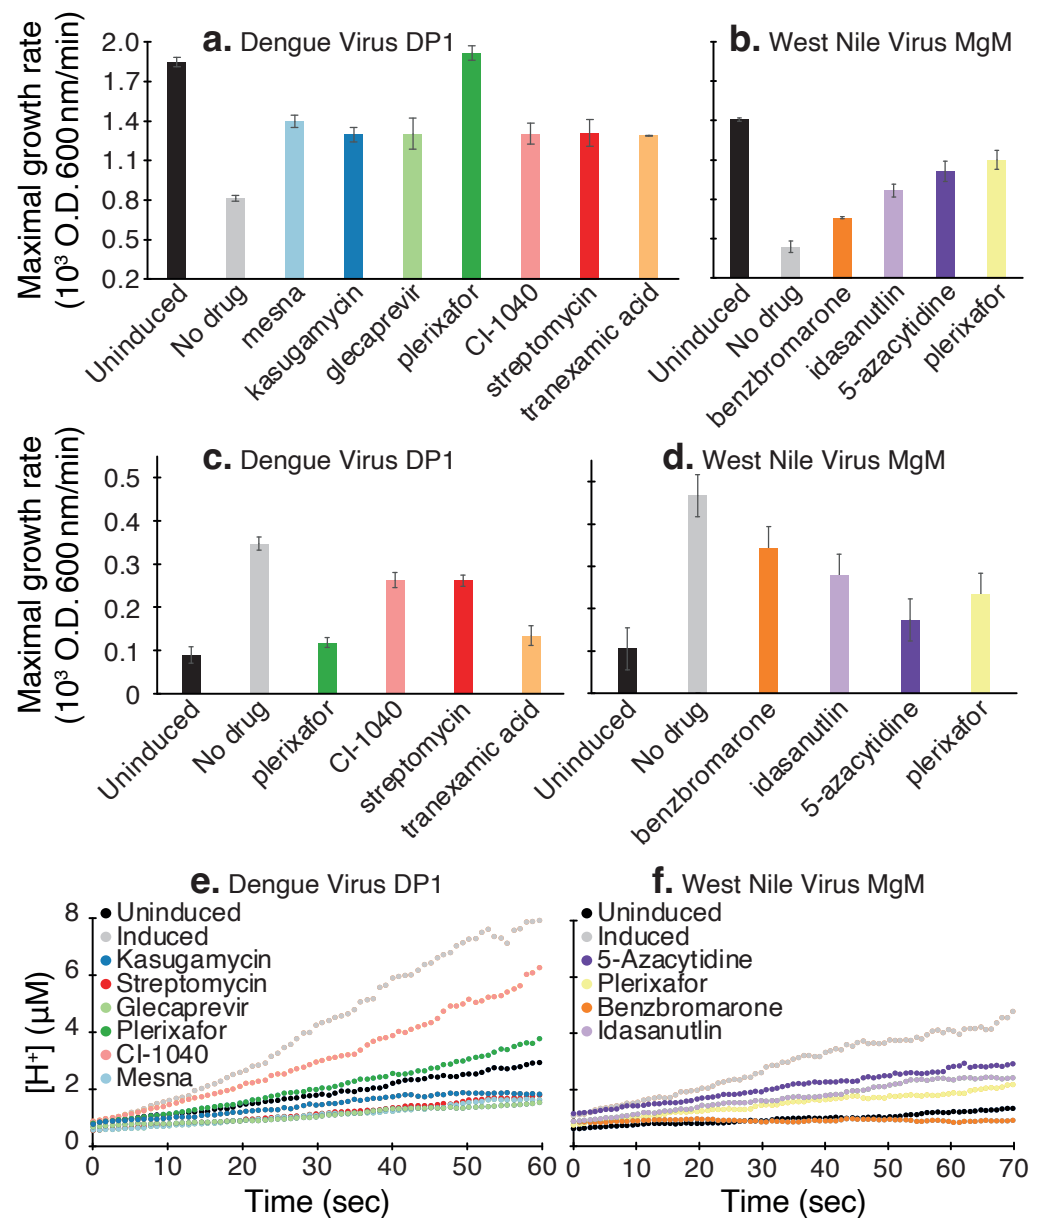 a. Dengue Virus DP1
Maximal growth rate
(10³ O.D. 600 nm/min)
2.0
1.7
1.4
1.1
0.8
0.5
0.2
Uninduced
No drug
mesna
kasugamycin
glecaprevir
plerixafor
CI-1040
streptomycin
tranexamic acid
b. West Nile Virus MgM
Uninduced
No drug
benzbromarone
idasanutlin
5-azacytidine
plerixafor
c. Dengue Virus DP1
Maximal growth rate
(10³ O.D. 600 nm/min)
0.5
0.4
0.3
0.2
0.1
0
Uninduced
No drug
plerixafor
CI-1040
streptomycin
tranexamic acid
d. West Nile Virus MgM
Uninduced
No drug
benzbromarone
idasanutlin
5-azacytidine
plerixafor
e. Dengue Virus DP1
[H⁺] (µM)
8
6
4
2
0
Uninduced
Induced
Kasugamycin
Streptomycin
Glecaprevir
Plerixafor
CI-1040
Mesna
0 10 20 30 40 50 60
Time (sec)
f. West Nile Virus MgM
Uninduced
Induced
5-Azacytidine
Plerixafor
Benzbromarone
Idasanutlin
0 10 20 30 40 50 60 70
Time (sec)